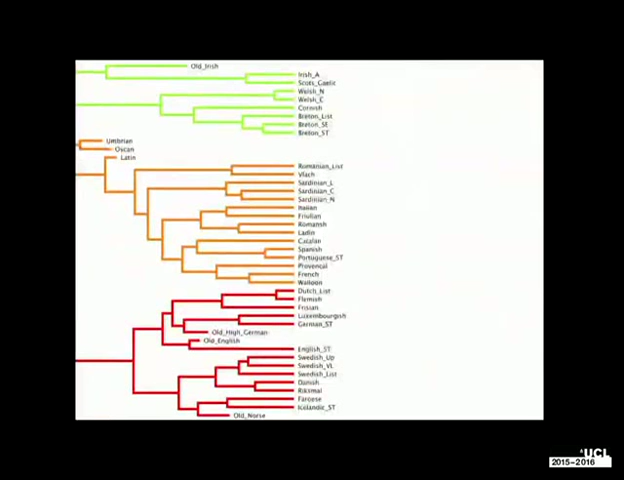 Old_Irish
Irish_A
Scots_Gaelic
Welsh_N
Welsh_C
Cornish
Breton_List
Breton_SE
Breton_ST
Umbrian
Oscan
Latin
Romanian_List
Vlach
Sardinian_L
Sardinian_C
Sardinian_N
Italian
Friulian
Romansh
Ladin
Catalan
Spanish
Portuguese_ST
Provencal
French
Walloon
Dutch_List
Flemish
Frisian
Luxembourgish
German_ST
Old_High_German
Old_English
English_ST
Swedish_Up
Swedish_VL
Swedish_List
Danish
Riksmal
Faroese
Icelandic_ST
Old_Norse
UCL
2015-2016